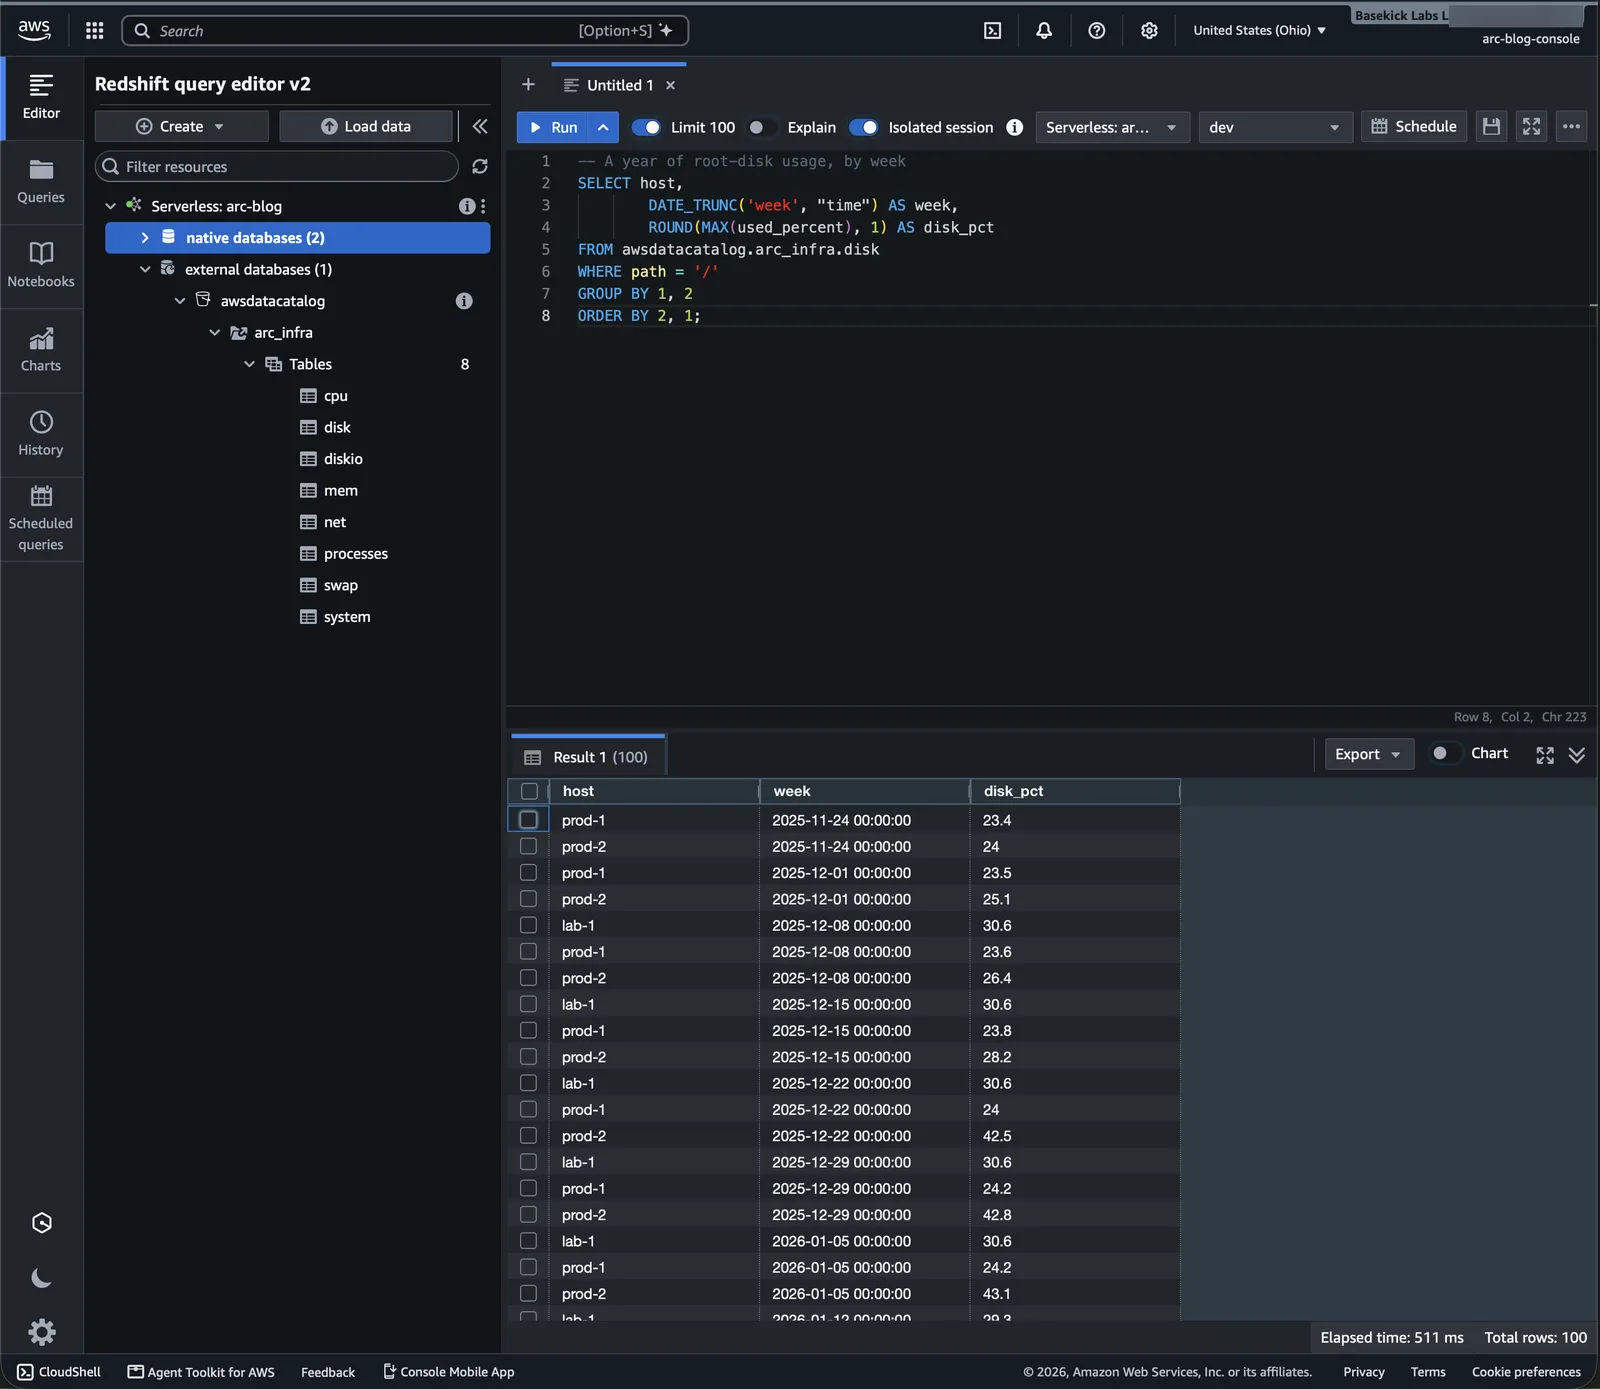 aws
Search
[Option+S]
United States (Ohio)
Basekick Labs L
arc-blog-console
Editor
Queries
Notebooks
Charts
History
Scheduled
queries
Redshift query editor v2
Create
Load data
Filter resources
Serverless: arc-blog
native databases (2)
external databases (1)
awsdatacatalog
arc_infra
Tables 8
cpu
disk
diskio
mem
net
processes
swap
system
Untitled 1
Run
Limit 100
Explain
Isolated session
Serverless: ar...
dev
Schedule
1 -- A year of root-disk usage, by week
2 SELECT host,
3 DATE_TRUNC('week', "time") AS week,
4 ROUND(MAX(used_percent), 1) AS disk_pct
5 FROM awsdatacatalog.arc_infra.disk
6 WHERE path = '/'
7 GROUP BY 1, 2
8 ORDER BY 2, 1;
Row 8, Col 2, Chr 223
Result 1 (100)
Export
Chart
host week disk_pct
prod-1 2025-11-24 00:00:00 23.4
prod-2 2025-11-24 00:00:00 24
prod-1 2025-12-01 00:00:00 23.5
prod-2 2025-12-01 00:00:00 25.1
lab-1 2025-12-08 00:00:00 30.6
prod-1 2025-12-08 00:00:00 23.6
prod-2 2025-12-08 00:00:00 26.4
lab-1 2025-12-15 00:00:00 30.6
prod-1 2025-12-15 00:00:00 23.8
prod-2 2025-12-15 00:00:00 28.2
lab-1 2025-12-22 00:00:00 30.6
prod-1 2025-12-22 00:00:00 24
prod-2 2025-12-22 00:00:00 42.5
lab-1 2025-12-29 00:00:00 30.6
prod-1 2025-12-29 00:00:00 24.2
prod-2 2025-12-29 00:00:00 42.8
lab-1 2026-01-05 00:00:00 30.6
prod-1 2026-01-05 00:00:00 24.2
prod-2 2026-01-05 00:00:00 43.1
lab-1 2026-01-12 00:00:00 29.3
Elapsed time: 511 ms Total rows: 100
CloudShell
Agent Toolkit for AWS
Feedback
Console Mobile App
© 2026, Amazon Web Services, Inc. or its affiliates.
Privacy
Terms
Cookie preferences